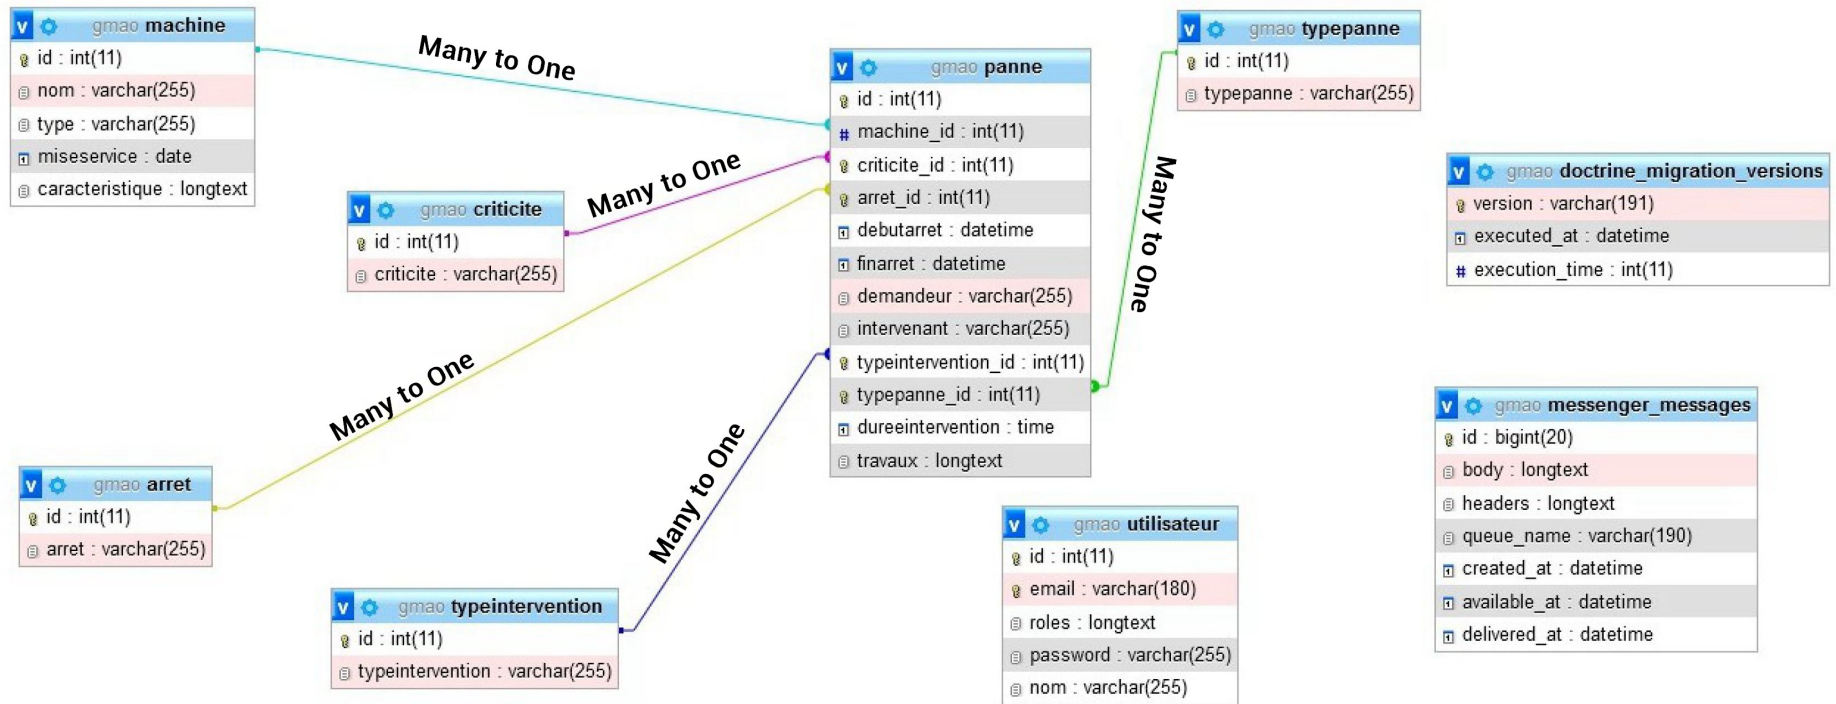 gmao machine
id : int(11)
nom : varchar(255)
type : varchar(255)
miseservice : date
caracteristique : longtext
Many to One
gmao criticite
id : int(11)
criticite : varchar(255)
Many to One
gmao arret
id : int(11)
arret : varchar(255)
Many to One
gmao typeintervention
id : int(11)
typeintervention : varchar(255)
Many to One
gmao panne
id : int(11)
# machine_id : int(11)
criticite_id : int(11)
arret_id : int(11)
debutarret : datetime
finarret : datetime
demandeur : varchar(255)
intervenant : varchar(255)
typeintervention_id : int(11)
typepanne_id : int(11)
dureeintervention : time
travaux : longtext
Many to One
gmao typepanne
id : int(11)
typepanne : varchar(255)
gmao utilisateur
id : int(11)
email : varchar(180)
roles : longtext
password : varchar(255)
nom : varchar(255)
gmao doctrine_migration_versions
version : varchar(191)
executed_at : datetime
# execution_time : int(11)
gmao messenger_messages
id : bigint(20)
body : longtext
headers : longtext
queue_name : varchar(190)
created_at : datetime
available_at : datetime
delivered_at : datetime